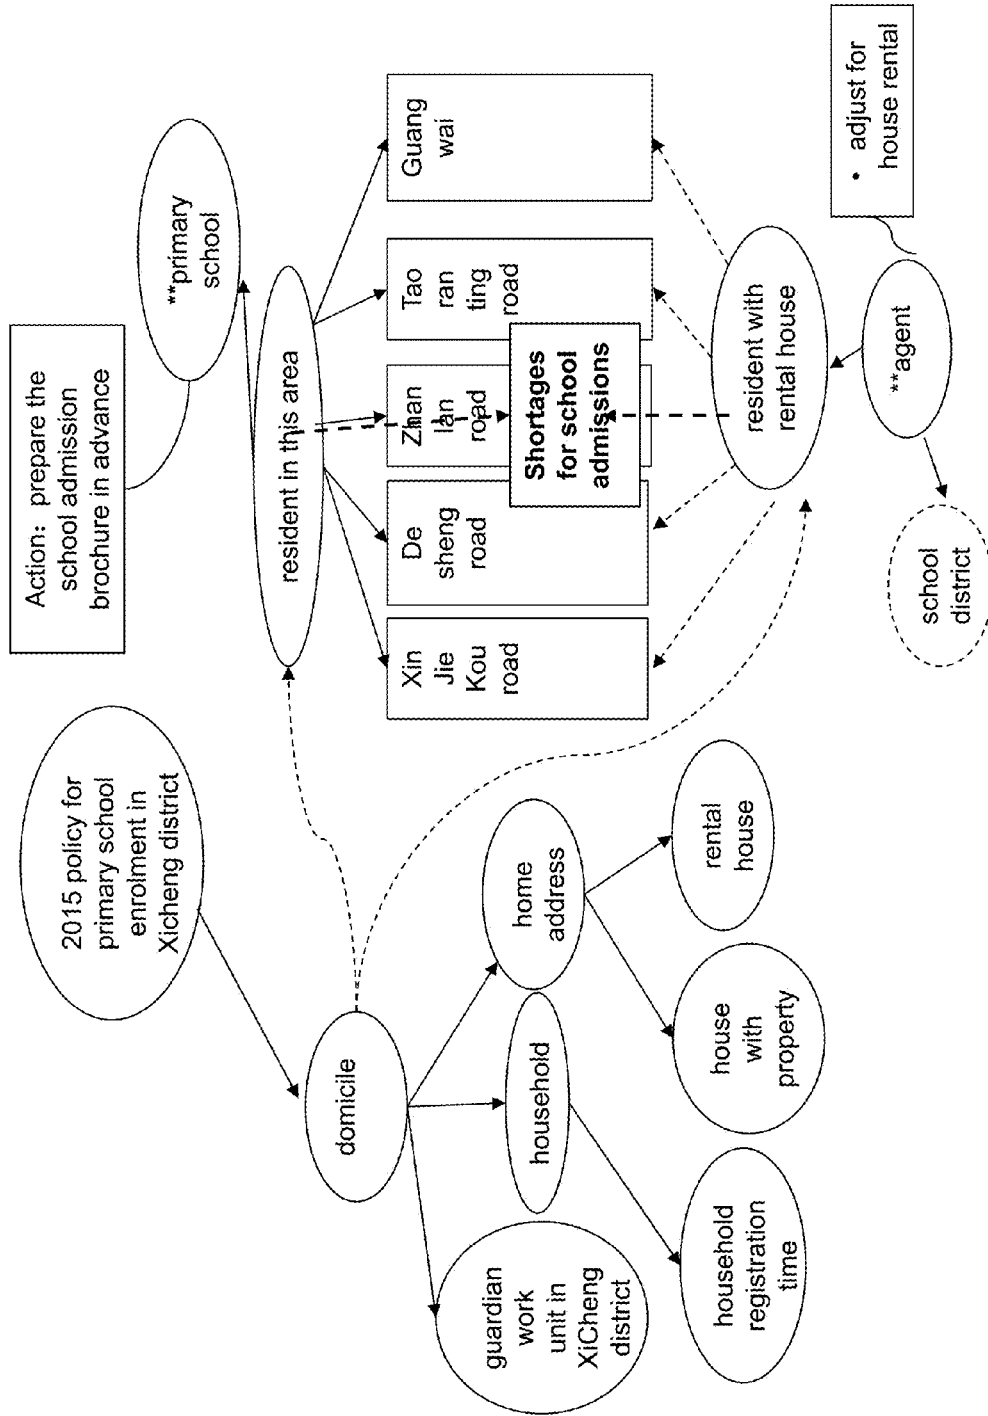 2015 policy for
primary school
enrolment in
Xicheng district
domicile
guardian
work
unit in
XiCheng
district
household
home
address
household
registration
time
house
with
property
rental
house
Action: prepare the
school admission
brochure in advance
**primary
school
resident in this area
Xin
Jie
Kou
road
De
sheng
road
Zhan
lan
road
Tao
ran
ting
road
Guang
wai
Shortages
for school
admissions
resident with
rental house
**agent
school
district
• adjust for
house rental